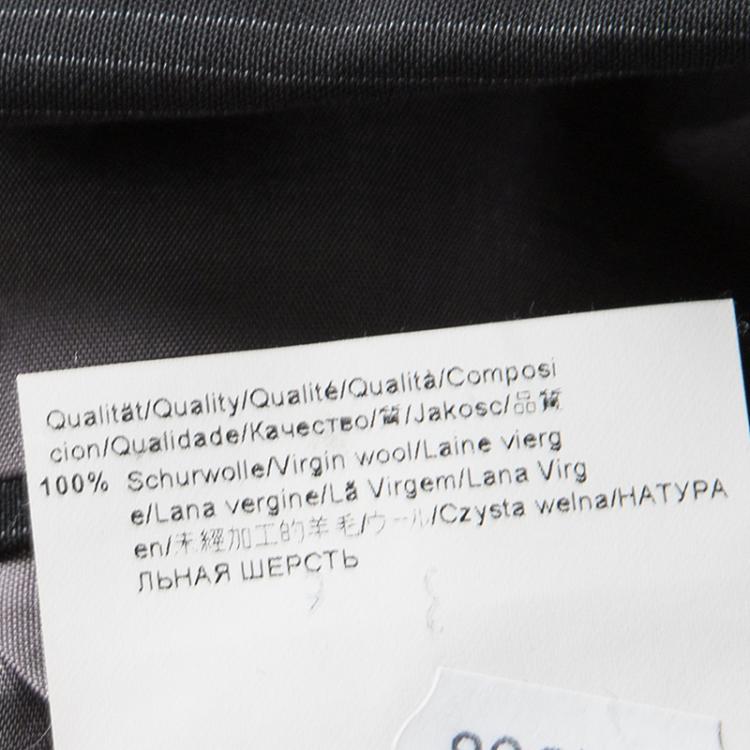 Qualität/Quality/Qualité/Qualità/Composi
cion/Qualidade/Качество/質/Jakosc/品質
100% Schurwolle/Virgin wool/Laine vierg
e/Lana vergine/Lã Virgem/Lana Virg
en/未經加工的羊毛/ウール/Czysta welna/НАТУРА
ЛЬНАЯ ШЕРСТЬ